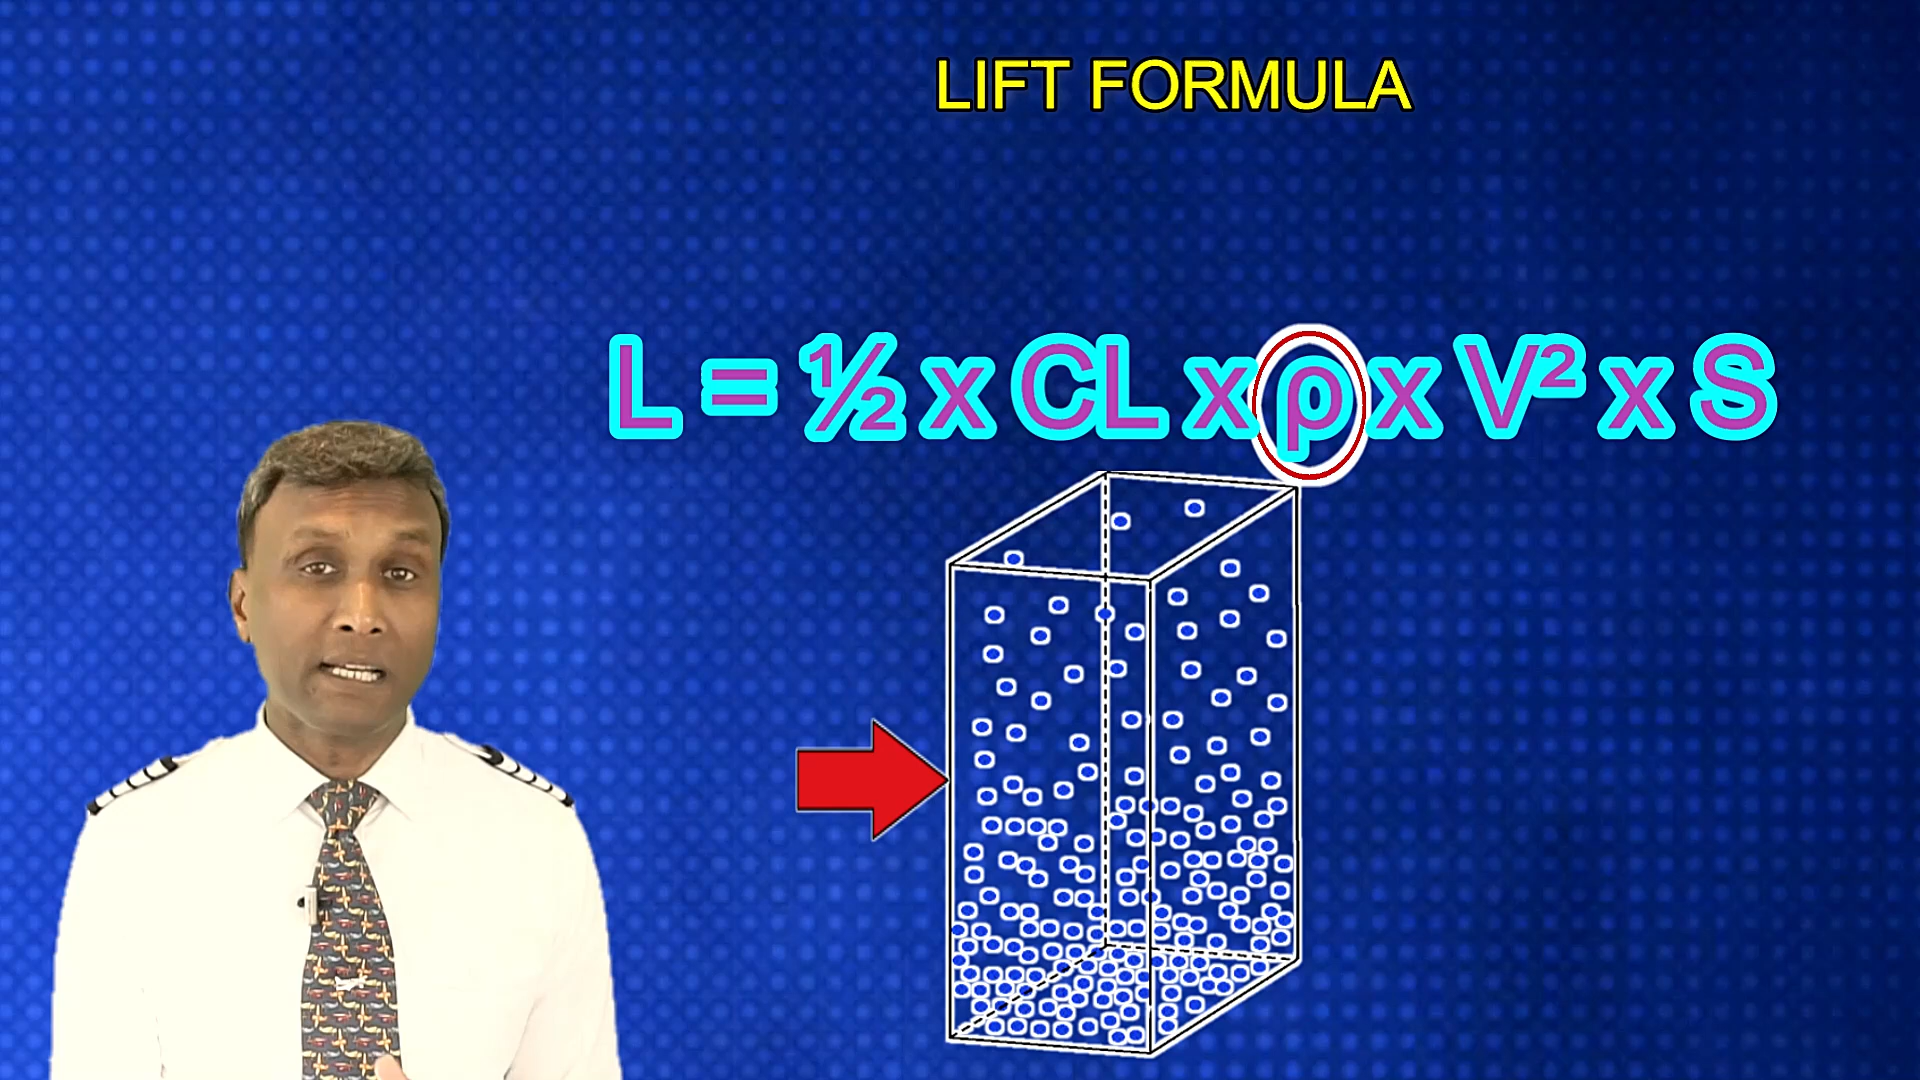 LIFT FORMULA
L = ½ x CL x ρ x V² x S